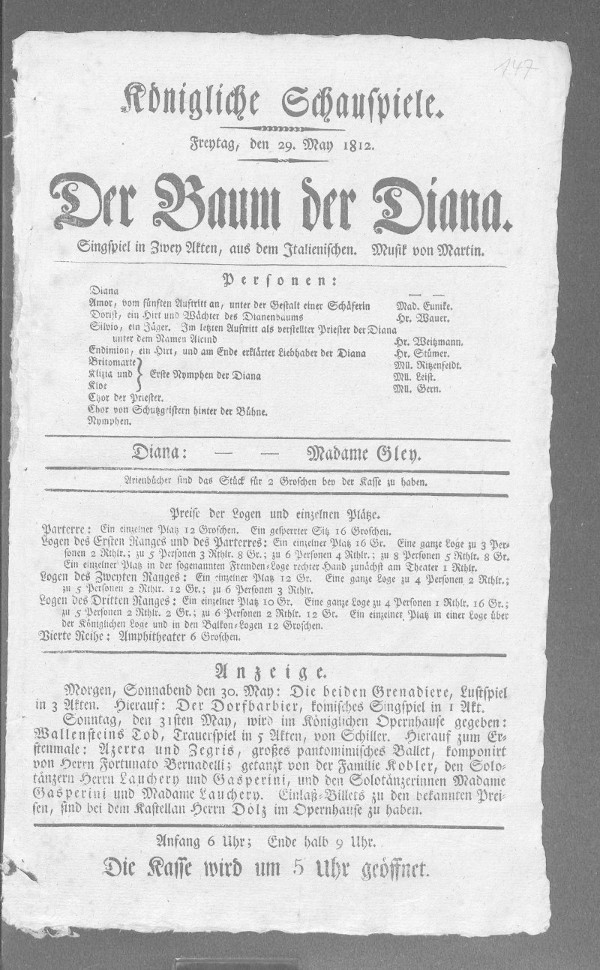 147
Königliche Schauspiele.
Freytag, den 29. May 1812.
Der Baum der Diana.
Singspiel in Zwey Akten, aus dem Italienischen. Musik von Martin.
Personen:
Diana — —
Amor, vom fünften Auftritt an, unter der Gestalt einer Schäferin Mad. Eunike.
Dorist, ein Hirt und Wächter des Dianenbaums Hr. Wauer.
Silvio, ein Jäger. Im letzten Auftritt als verstellter Priester der Diana
unter dem Namen Alcind Hr. Weitzmann.
Endimion, ein Hirt, und am Ende erklärter Liebhaber der Diana Hr. Stümer.
Britomarte Mll. Ritzenfeldt.
Klizia und Erste Nymphen der Diana Mll. Leist.
Kloe Mll. Gern.
Chor der Priester.
Chor von Schutzgeistern hinter der Bühne.
Nymphen.
Diana: — — Madame Gley.
Arienbücher sind das Stück für 2 Groschen bey der Kasse zu haben.
Preise der Logen und einzelnen Plätze.
Parterre: Ein einzelner Platz 12 Groschen. Ein gesperrter Sitz 16 Groschen.
Logen des Ersten Ranges und des Parterres: Ein einzelner Platz 16 Gr. Eine ganze Loge zu 3 Per-
sonen 2 Rthlr.; zu 5 Personen 3 Rthlr. 8 Gr.; zu 6 Personen 4 Rthlr.; zu 8 Personen 5 Rthlr. 8 Gr.
Ein einzelner Platz in der sogenannten Fremden-Loge rechter Hand zunächst am Theater 1 Rthlr.
Logen des Zweyten Ranges: Ein einzelner Platz 12 Gr. Eine ganze Loge zu 4 Personen 2 Rthlr.;
zu 5 Personen 2 Rthlr. 12 Gr.; zu 6 Personen 3 Rthlr.
Logen des Dritten Ranges: Ein einzelner Platz 10 Gr. Eine ganze Loge zu 4 Personen 1 Rthlr. 16 Gr.;
zu 5 Personen 2 Rthlr. 2 Gr.; zu 6 Personen 2 Rthlr. 12 Gr. Ein einzelner Platz in einer Loge über
der Königlichen Loge und in den Balkon-Logen 12 Groschen.
Vierte Reihe: Amphitheater 6 Groschen.
Anzeige.
Morgen, Sonnabend den 30. May: Die beiden Grenadiere, Lustspiel
in 3 Akten. Hierauf: Der Dorfbarbier, komisches Singspiel in 1 Akt.
Sonntag, den 31sten May, wird im Königlichen Opernhause gegeben:
Wallensteins Tod, Trauerspiel in 5 Akten, von Schiller. Hierauf zum Er-
stenmale: Azerra und Zegris, großes pantomimisches Ballet, komponirt
von Herrn Fortunato Bernadelli; getanzt von der Familie Kobler, den Solo-
tänzern Herrn Lauchery und Gasperini, und den Solotänzerinnen Madame
Gasperini und Madame Lauchery. Einlaß-Billets zu den bekannten Prei-
sen, sind bei dem Kastellan Herrn Dölz im Opernhause zu haben.
Anfang 6 Uhr; Ende halb 9 Uhr.
Die Kasse wird um 5 Uhr geöffnet.